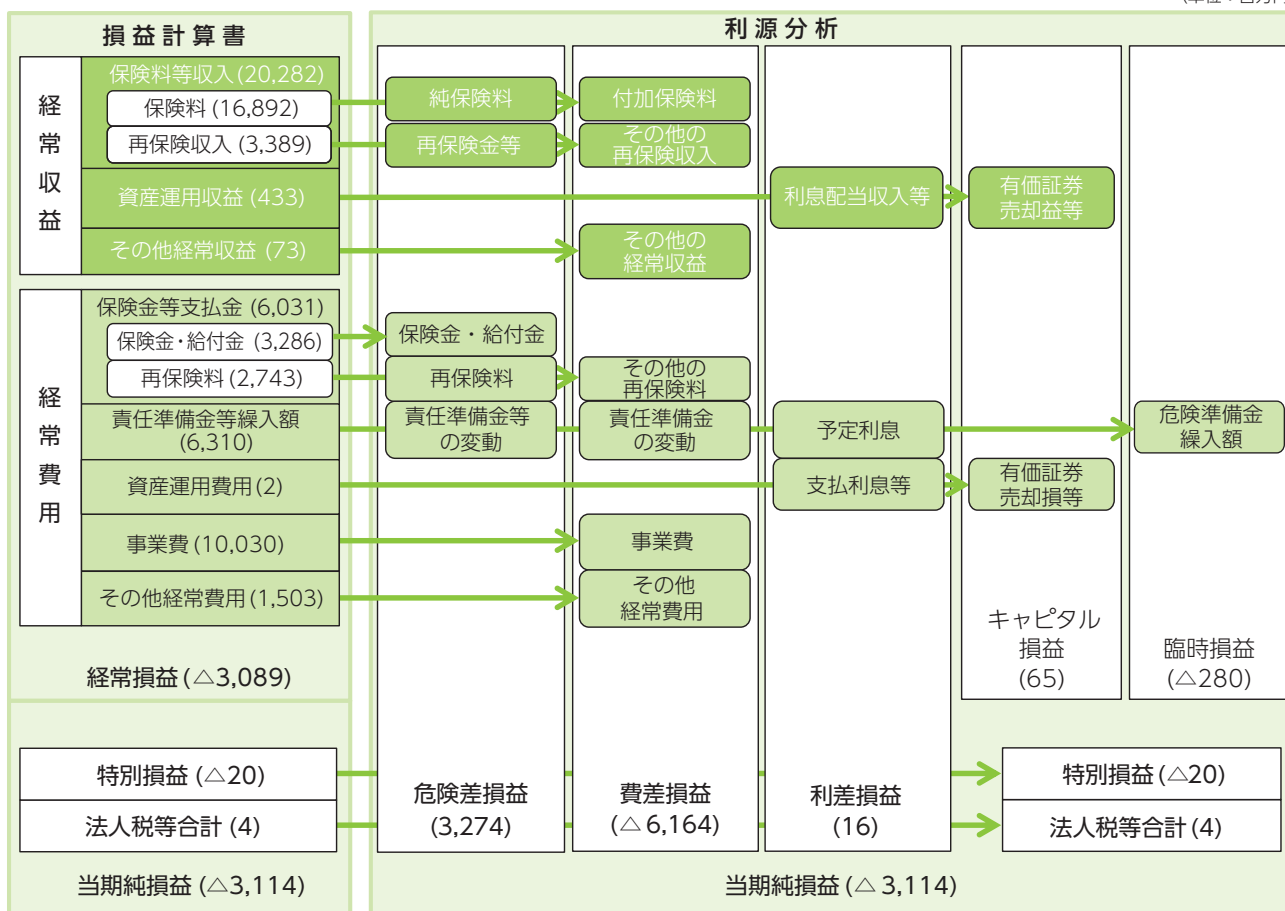 損益計算書
経常収益
保険料等収入(20,282)
保険料(16,892)
再保険収入(3,389)
資産運用収益(433)
その他経常収益(73)
経常費用
保険金等支払金(6,031)
保険金・給付金(3,286)
再保険料(2,743)
責任準備金等繰入額
(6,310)
資産運用費用(2)
事業費(10,030)
その他経常費用(1,503)
経常損益(△3,089)
特別損益(△20)
法人税等合計(4)
当期純損益(△3,114)
利源分析
純保険料
付加保険料
再保険金等
その他の
再保険収入
利息配当収入等
有価証券
売却益等
その他の
経常収益
保険金・給付金
再保険料
その他の
再保険料
責任準備金等
の変動
責任準備金
の変動
予定利息
危険準備金
繰入額
支払利息等
有価証券
売却損等
事業費
その他
経常費用
キャピタル
損益
(65)
臨時損益
(△280)
危険差損益
(3,274)
費差損益
(△6,164)
利差損益
(16)
特別損益(△20)
法人税等合計(4)
当期純損益(△3,114)